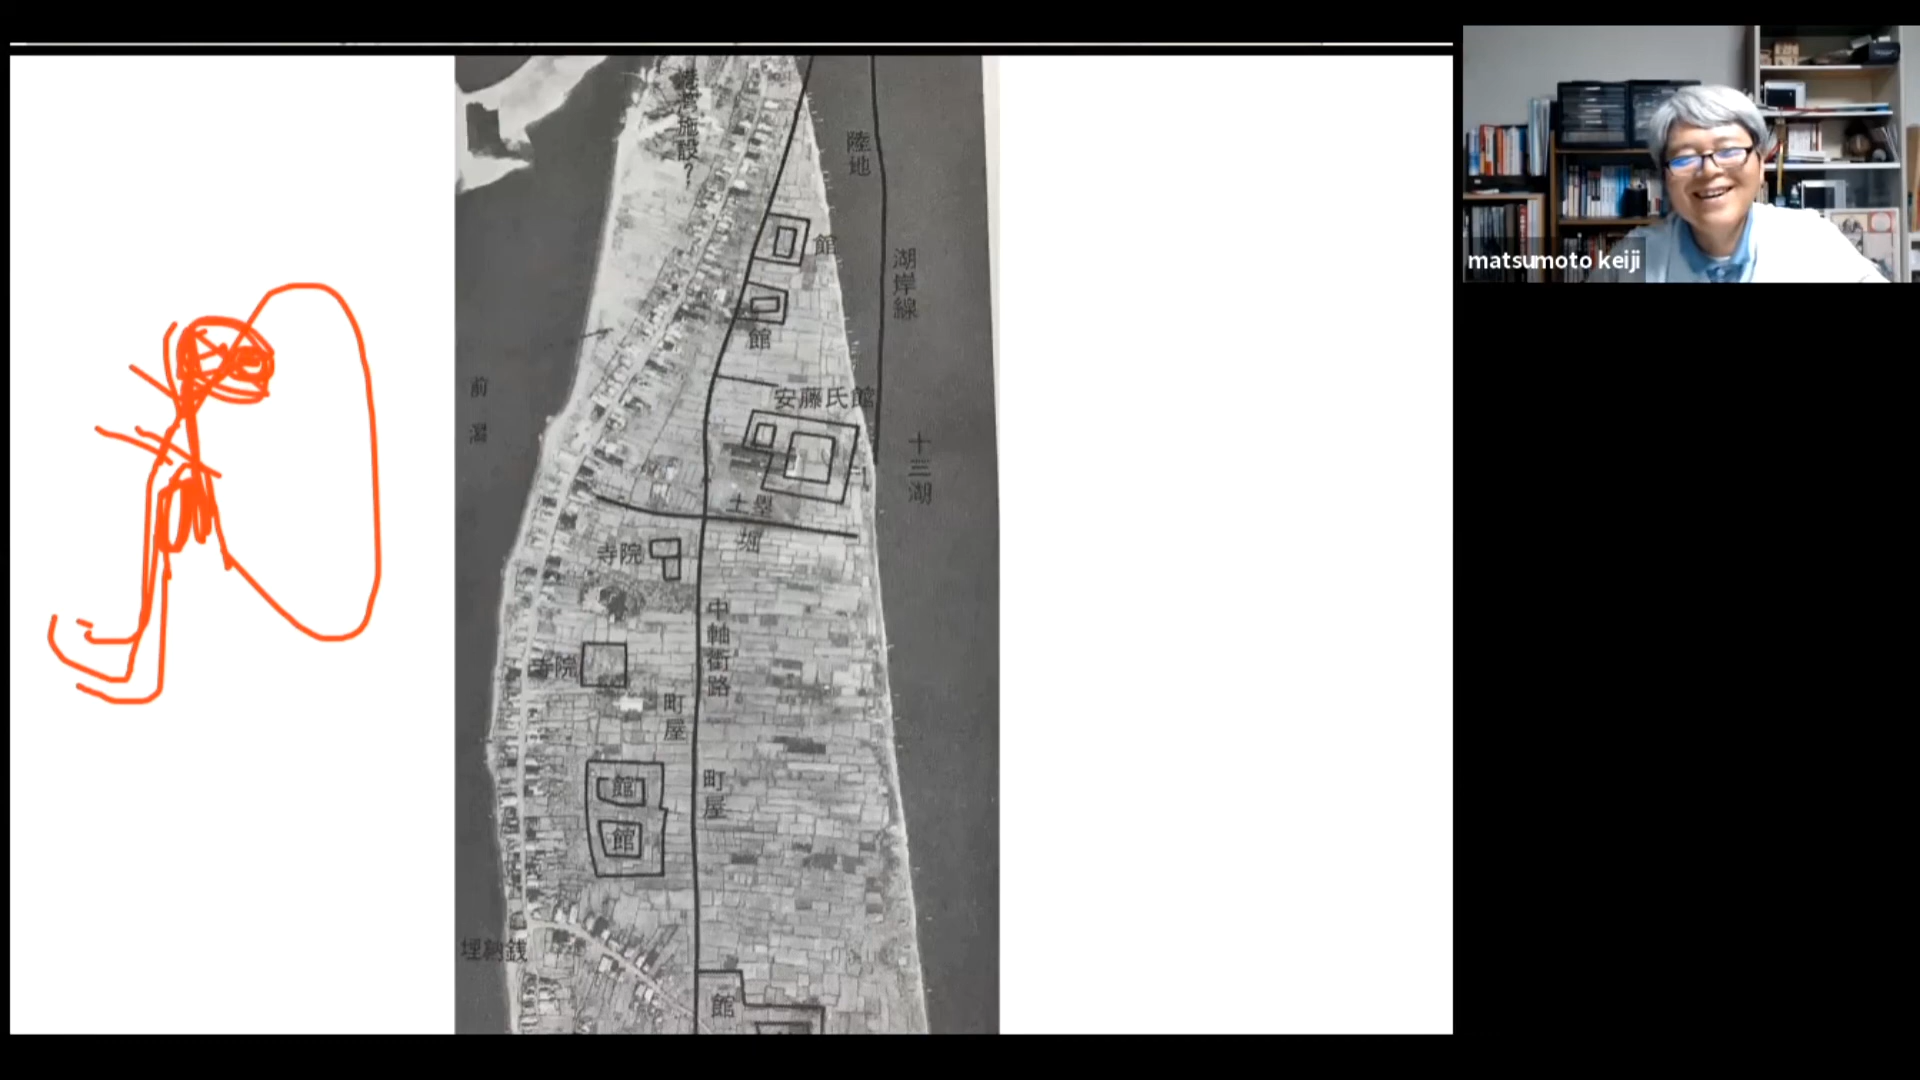 港湾施設?
陸地
館
湖岸線
館
前潟
安藤氏館
十三湖
土塁
堀
寺院
中軸街路
寺院
町屋
町屋
館
館
埋納銭
館
matsumoto keiji